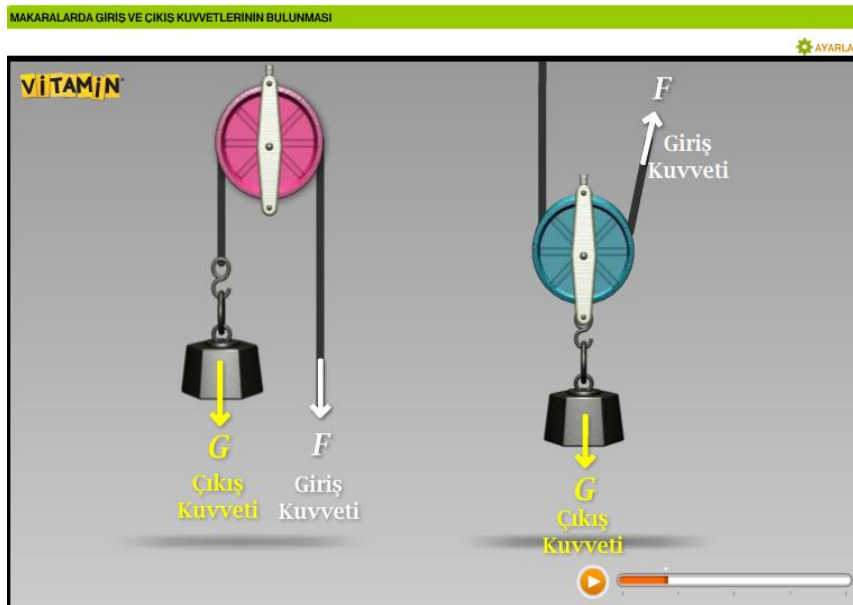 MAKARALARDA GİRİŞ VE ÇIKIŞ KUVVETLERİNİN BULUNMASI
AYARLA
VİTAMİN
F
Giriş
Kuvveti
G
Çıkış
Kuvveti
F
Giriş
Kuvveti
G
Çıkış
Kuvveti